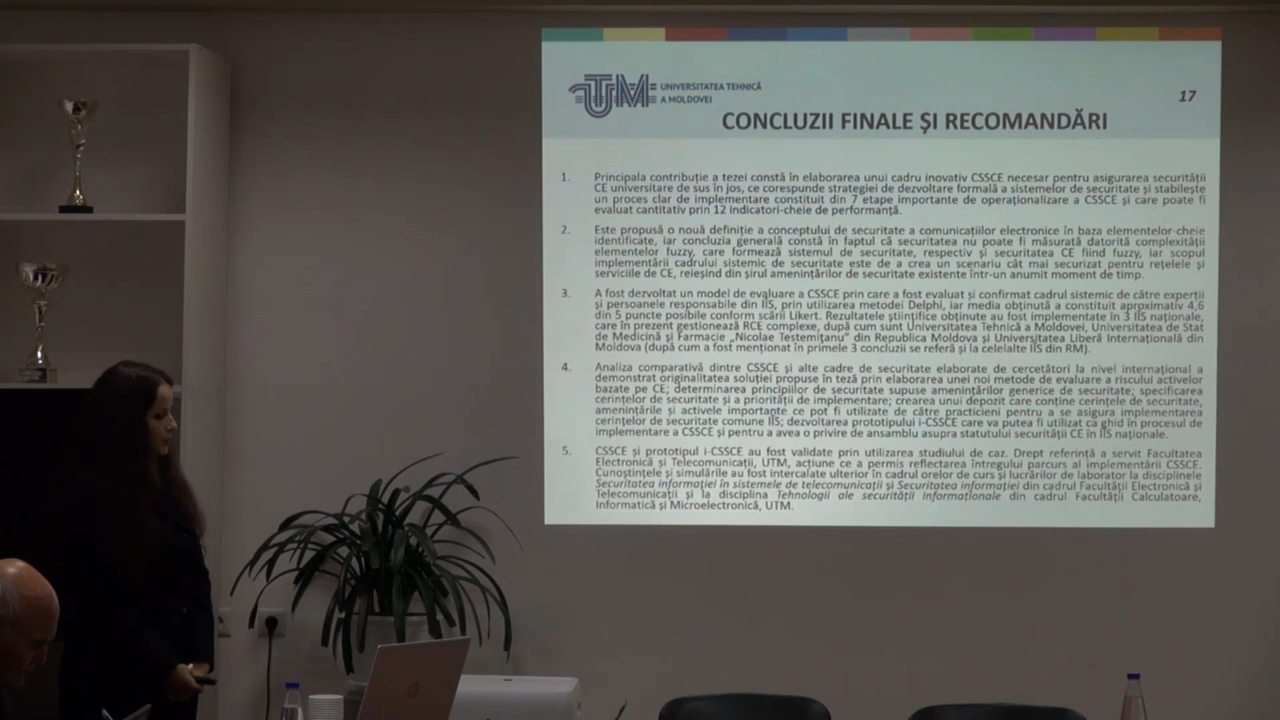 UTM UNIVERSITATEA TEHNICĂ
A MOLDOVEI
17
CONCLUZII FINALE ȘI RECOMANDĂRI
1. Principala contribuție a tezei constă în elaborarea unui cadru inovativ CSSCE necesar pentru asigurarea securității
CE universitare de sus în jos, ce corespunde strategiei de dezvoltare formală a sistemelor de securitate și stabilește
un proces clar de implementare constituit din 7 etape importante de operaționalizare a CSSCE și care poate fi
evaluat cantitativ prin 12 indicatori-cheie de performanță.
2. Este propusă o nouă definiție a conceptului de securitate a comunicațiilor electronice în baza elementelor-cheie
identificate, iar concluzia generală constă în faptul că securitatea nu poate fi măsurată datorită complexității
elementelor fuzzy, care formează sistemul de securitate, respectiv și securitatea CE fiind fuzzy, iar scopul
implementării cadrului sistemic de securitate este de a crea un scenariu cât mai securizat pentru rețelele și
serviciile de CE, reieșind din șirul amenințărilor de securitate existente într-un anumit moment de timp.
3. A fost dezvoltat un model de evaluare a CSSCE prin care a fost evaluat și confirmat cadrul sistemic de către experții
și persoanele responsabile din IÎS, prin utilizarea metodei Delphi, iar media obținută a constituit aproximativ 4,6
din 5 puncte posibile conform scării Likert. Rezultatele științifice obținute au fost implementate în 3 IÎS naționale,
care în prezent gestionează RCE complexe, după cum sunt Universitatea Tehnică a Moldovei, Universitatea de Stat
de Medicină și Farmacie „Nicolae Testemițanu" din Republica Moldova și Universitatea Liberă Internațională din
Moldova (după cum a fost menționat în primele 3 concluzii se referă și la celelalte IÎS din RM).
4. Analiza comparativă dintre CSSCE și alte cadre de securitate elaborate de cercetători la nivel internațional a
demonstrat originalitatea soluției propuse în teză prin elaborarea unei noi metode de evaluare a riscului activelor
bazate pe CE; determinarea principiilor de securitate supuse amenințărilor generice de securitate; specificarea
cerințelor de securitate și a priorității de implementare; crearea unui depozit care conține cerințele de securitate,
amenințările și activele importante ce pot fi utilizate de către practicieni pentru a se asigura implementarea
cerințelor de securitate comune IÎS; dezvoltarea prototipului i-CSSCE care va putea fi utilizat ca ghid în procesul de
implementare a CSSCE și pentru a avea o privire de ansamblu asupra statutului securității CE în IÎS naționale.
5. CSSCE și prototipul i-CSSCE au fost validate prin utilizarea studiului de caz. Drept referință a servit Facultatea
Electronică și Telecomunicații, UTM, acțiune ce a permis reflectarea întregului parcurs al implementării CSSCE.
Cunoștințele și simulările au fost intercalate ulterior în cadrul orelor de curs și lucrărilor de laborator la disciplinele
Securitatea informației în sistemele de telecomunicații și Securitatea informației din cadrul Facultății Electronică și
Telecomunicații și la disciplina Tehnologii ale securității informaționale din cadrul Facultății Calculatoare,
Informatică și Microelectronică, UTM.